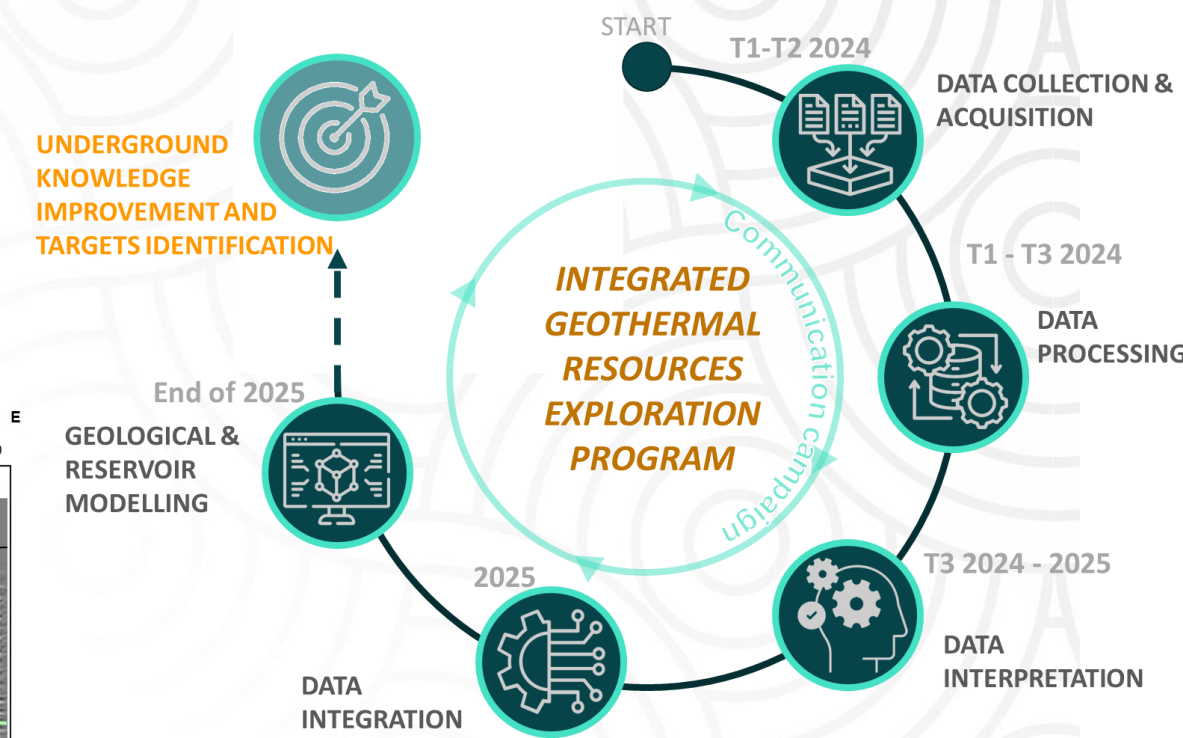 START
T1-T2 2024
DATA COLLECTION &
ACQUISITION
T1 - T3 2024
DATA
PROCESSING
T3 2024 - 2025
DATA
INTERPRETATION
2025
DATA
INTEGRATION
End of 2025
GEOLOGICAL &
RESERVOIR
MODELLING
UNDERGROUND
KNOWLEDGE
IMPROVEMENT AND
TARGETS IDENTIFICATION
INTEGRATED
GEOTHERMAL
RESOURCES
EXPLORATION
PROGRAM
Communication campaign
E